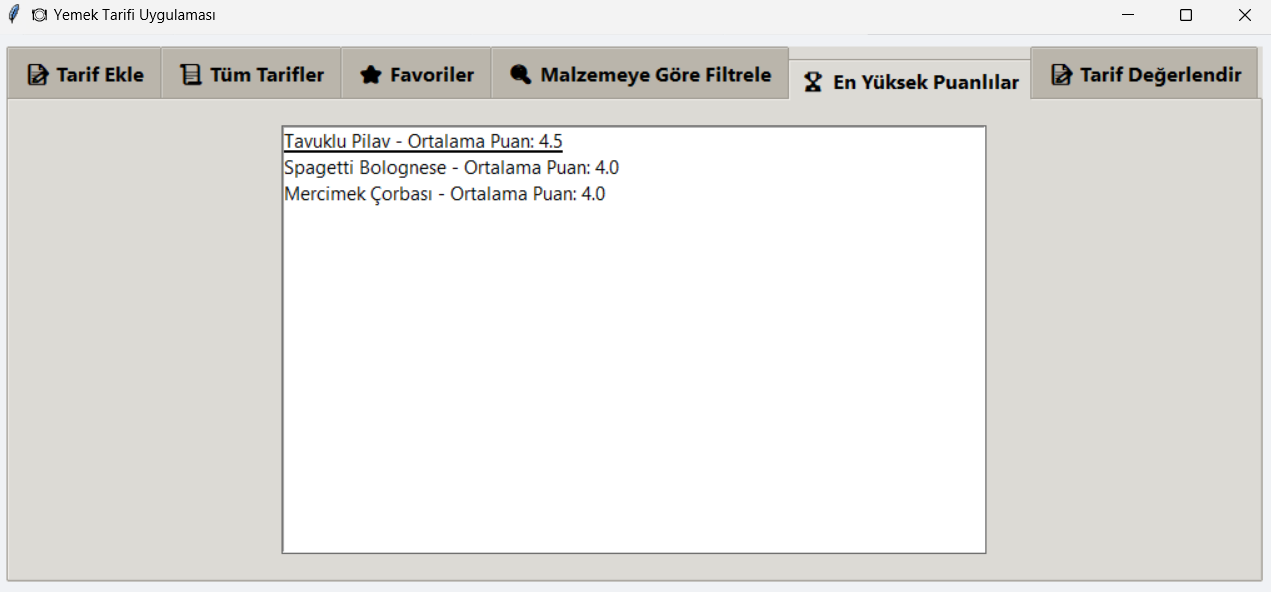 Yemek Tarifi Uygulaması
Tarif Ekle
Tüm Tarifler
Favoriler
Malzemeye Göre Filtrele
En Yüksek Puanlılar
Tarif Değerlendir
Tavuklu Pilav - Ortalama Puan: 4.5
Spagetti Bolognese - Ortalama Puan: 4.0
Mercimek Çorbası - Ortalama Puan: 4.0